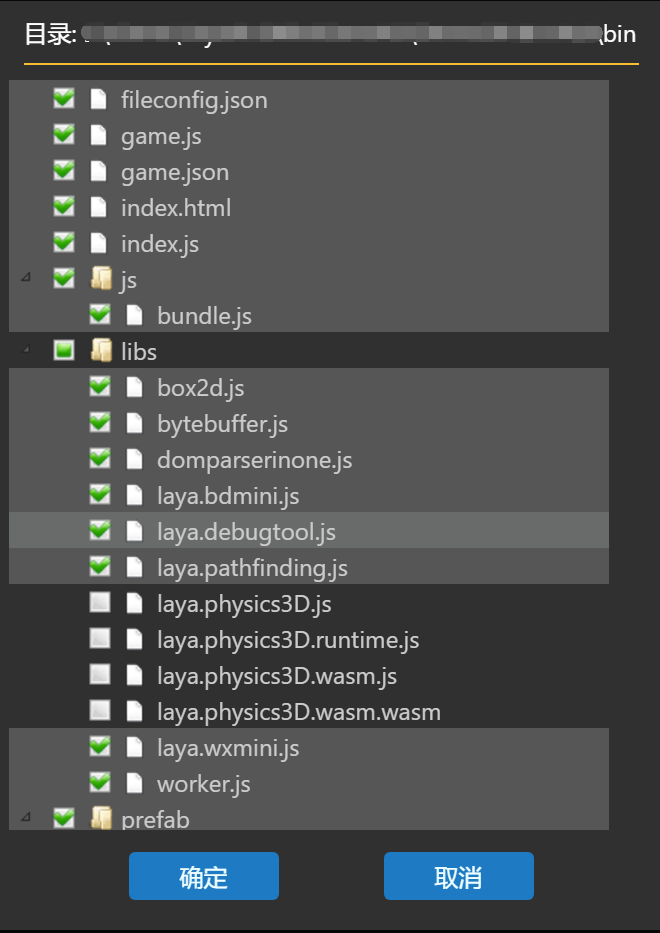 目录: \bin
fileconfig.json
game.js
game.json
index.html
index.js
js
bundle.js
libs
box2d.js
bytebuffer.js
domparserinone.js
laya.bdmini.js
laya.debugtool.js
laya.pathfinding.js
laya.physics3D.js
laya.physics3D.runtime.js
laya.physics3D.wasm.js
laya.physics3D.wasm.wasm
laya.wxmini.js
worker.js
prefab
确定 取消